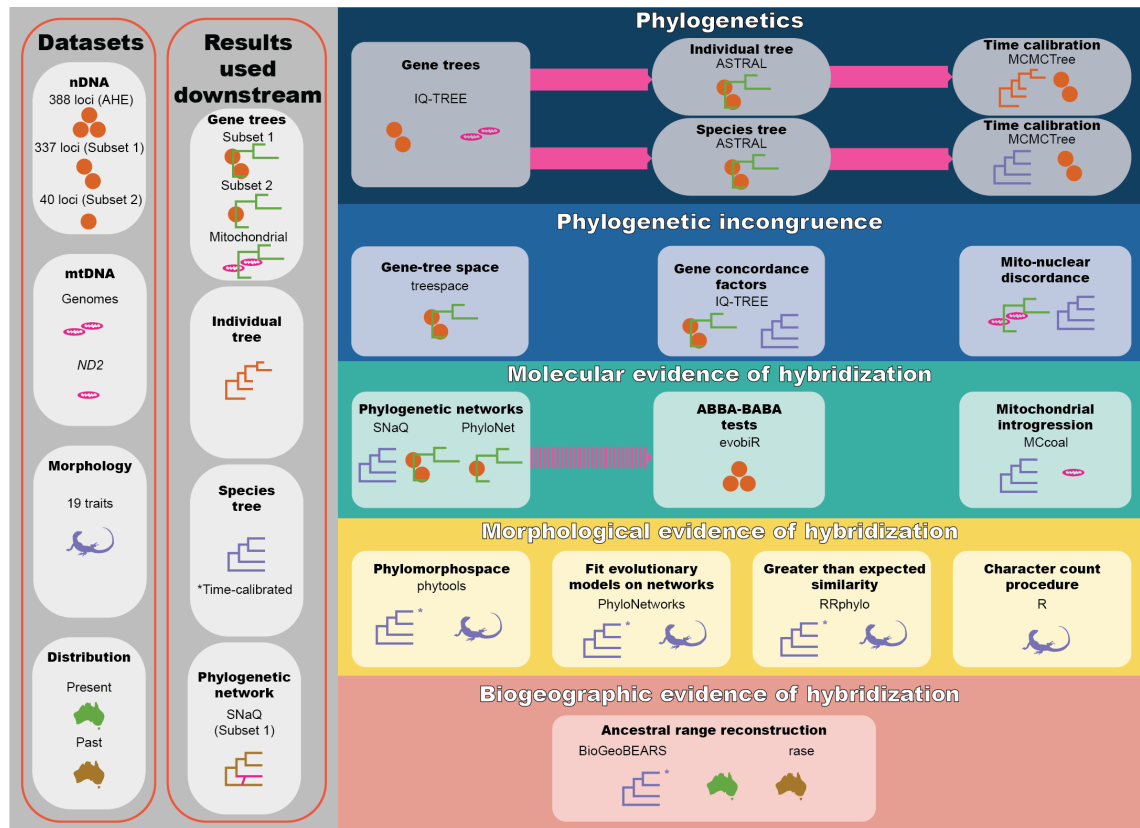 Datasets
nDNA
388 loci (AHE)
337 loci (Subset 1)
40 loci (Subset 2)
mtDNA
Genomes
ND2
Morphology
19 traits
Distribution
Present
Past
Results
used
downstream
Gene trees
Subset 1
Subset 2
Mitochondrial
Individual
tree
Species
tree
*Time-calibrated
Phylogenetic
network
SNaQ
(Subset 1)
Phylogenetics
Gene trees
IQ-TREE
Individual tree
ASTRAL
Time calibration
MCMCTree
Species tree
ASTRAL
Time calibration
MCMCTree
Phylogenetic incongruence
Gene-tree space
treespace
Gene concordance
factors
IQ-TREE
Mito-nuclear
discordance
Molecular evidence of hybridization
Phylogenetic networks
SNaQ PhyloNet
ABBA-BABA
tests
evobiR
Mitochondrial
introgression
MCcoal
Morphological evidence of hybridization
Phylomorphospace
phytools
*
Fit evolutionary
models on networks
PhyloNetworks
*
Greater than expected
similarity
RRphylo
*
Character count
procedure
R
Biogeographic evidence of hybridization
Ancestral range reconstruction
BioGeoBEARS rase
*